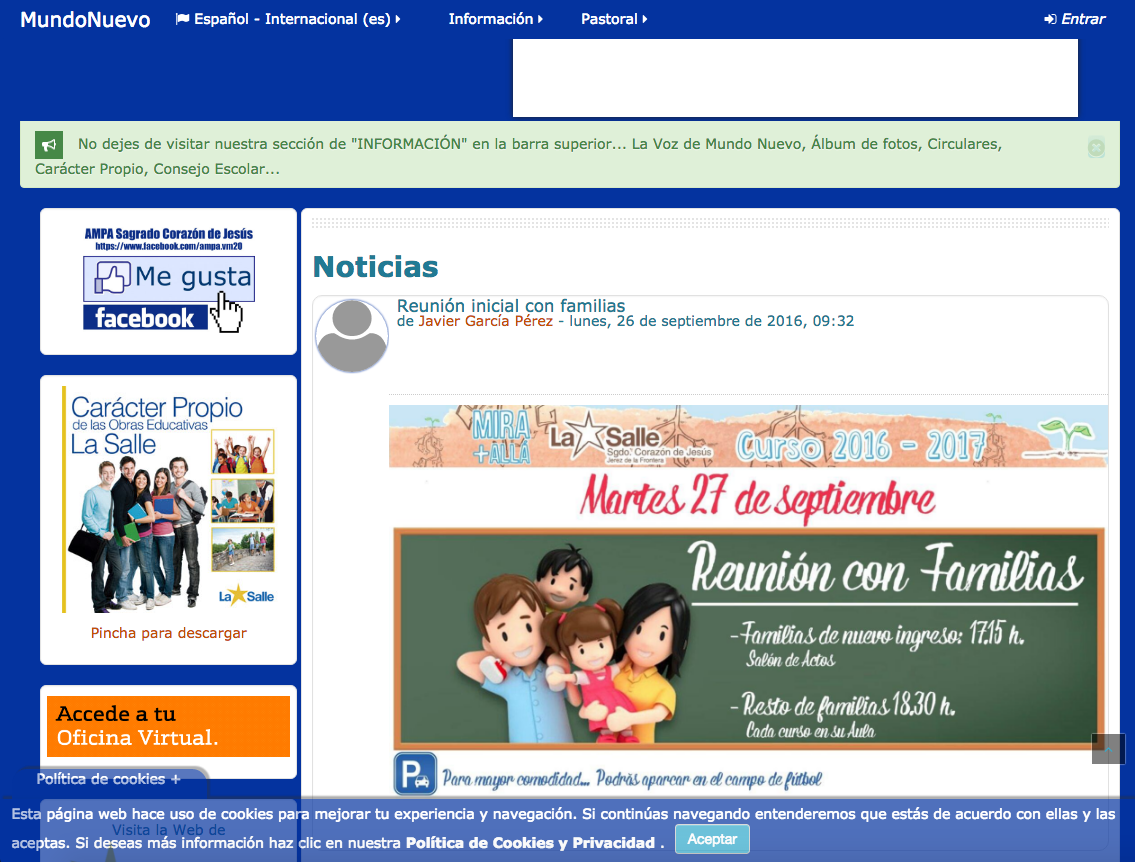 MundoNuevo
Español - Internacional (es)
Información
Pastoral
Entrar
No dejes de visitar nuestra sección de "INFORMACIÓN" en la barra superior... La Voz de Mundo Nuevo, Álbum de fotos, Circulares,
Carácter Propio, Consejo Escolar...
AMPA Sagrado Corazón de Jesús
https://www.facebook.com/ampa.vm20
Me gusta
facebook
Carácter Propio
de las Obras Educativas
La Salle
La Salle
Pincha para descargar
Accede a tu
Oficina Virtual.
Noticias
Reunión inicial con familias
de Javier García Pérez - lunes, 26 de septiembre de 2016, 09:32
MIRA
+ALLÁ
La Salle
Sgdo. Corazón de Jesús
Jerez de la Frontera
Curso 2016 - 2017
Martes 27 de septiembre
Reunión con Familias
-Familias de nuevo ingreso: 17.15 h.
Salón de Actos
- Resto de familias 18.30 h.
Cada curso en su Aula
P
Para mayor comodidad... Podrás aparcar en el campo de fútbol
Política de cookies +
Visita la Web de
Esta página web hace uso de cookies para mejorar tu experiencia y navegación. Si continúas navegando entenderemos que estás de acuerdo con ellas y las
aceptas. Si deseas más información haz clic en nuestra Política de Cookies y Privacidad .
Aceptar